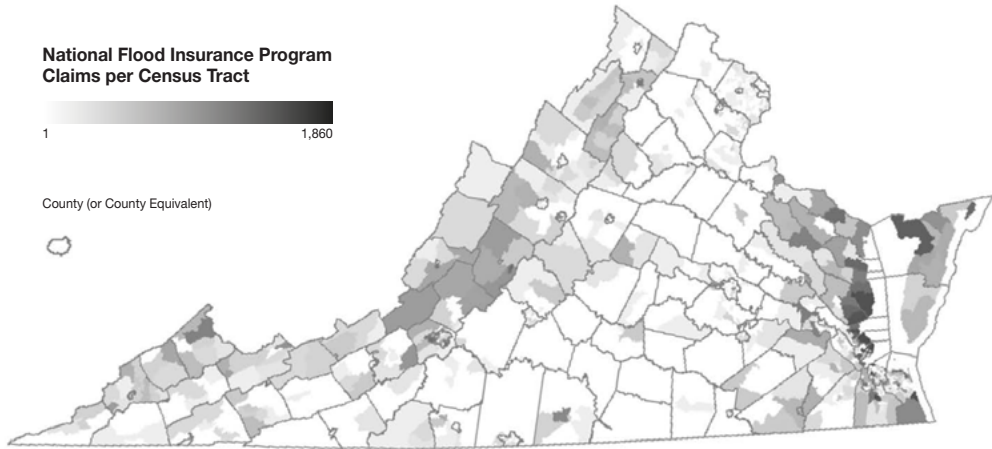 National Flood Insurance Program
Claims per Census Tract
1
1,860
County (or County Equivalent)